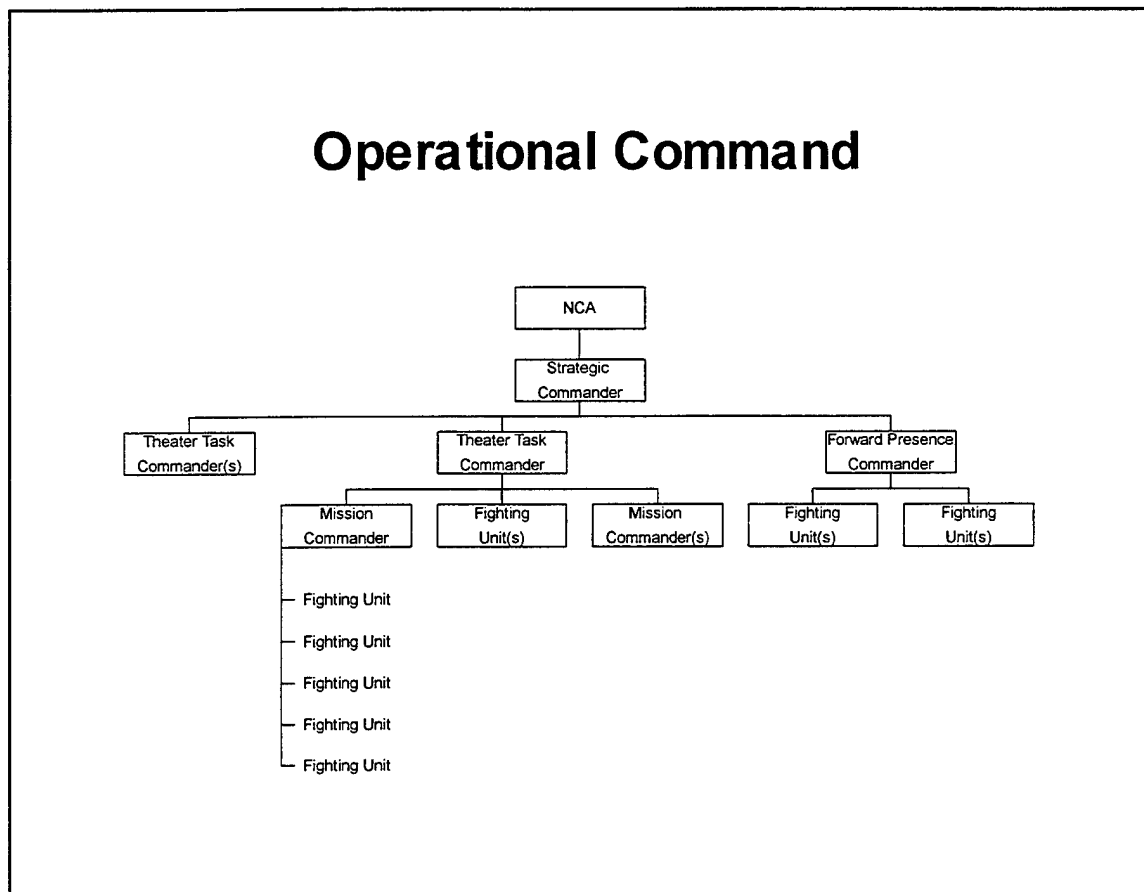 Operational Command
NCA
Strategic
Commander
Theater Task
Commander(s)
Theater Task
Commander
Forward Presence
Commander
Mission
Commander
Fighting
Unit(s)
Mission
Commander(s)
Fighting
Unit(s)
Fighting
Unit(s)
Fighting Unit
Fighting Unit
Fighting Unit
Fighting Unit
Fighting Unit